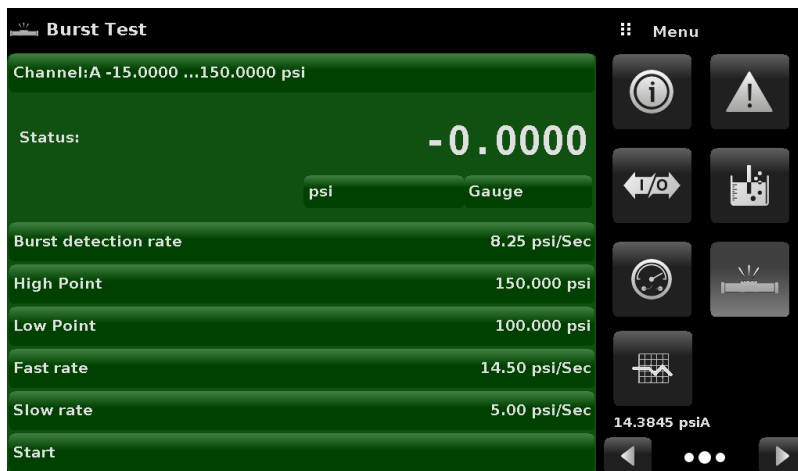 Burst Test
Channel:A -15.0000 ...150.0000 psi
Status:
-0.0000
psi Gauge
Burst detection rate 8.25 psi/Sec
High Point 150.000 psi
Low Point 100.000 psi
Fast rate 14.50 psi/Sec
Slow rate 5.00 psi/Sec
Start
Menu
I/O
14.3845 psiA